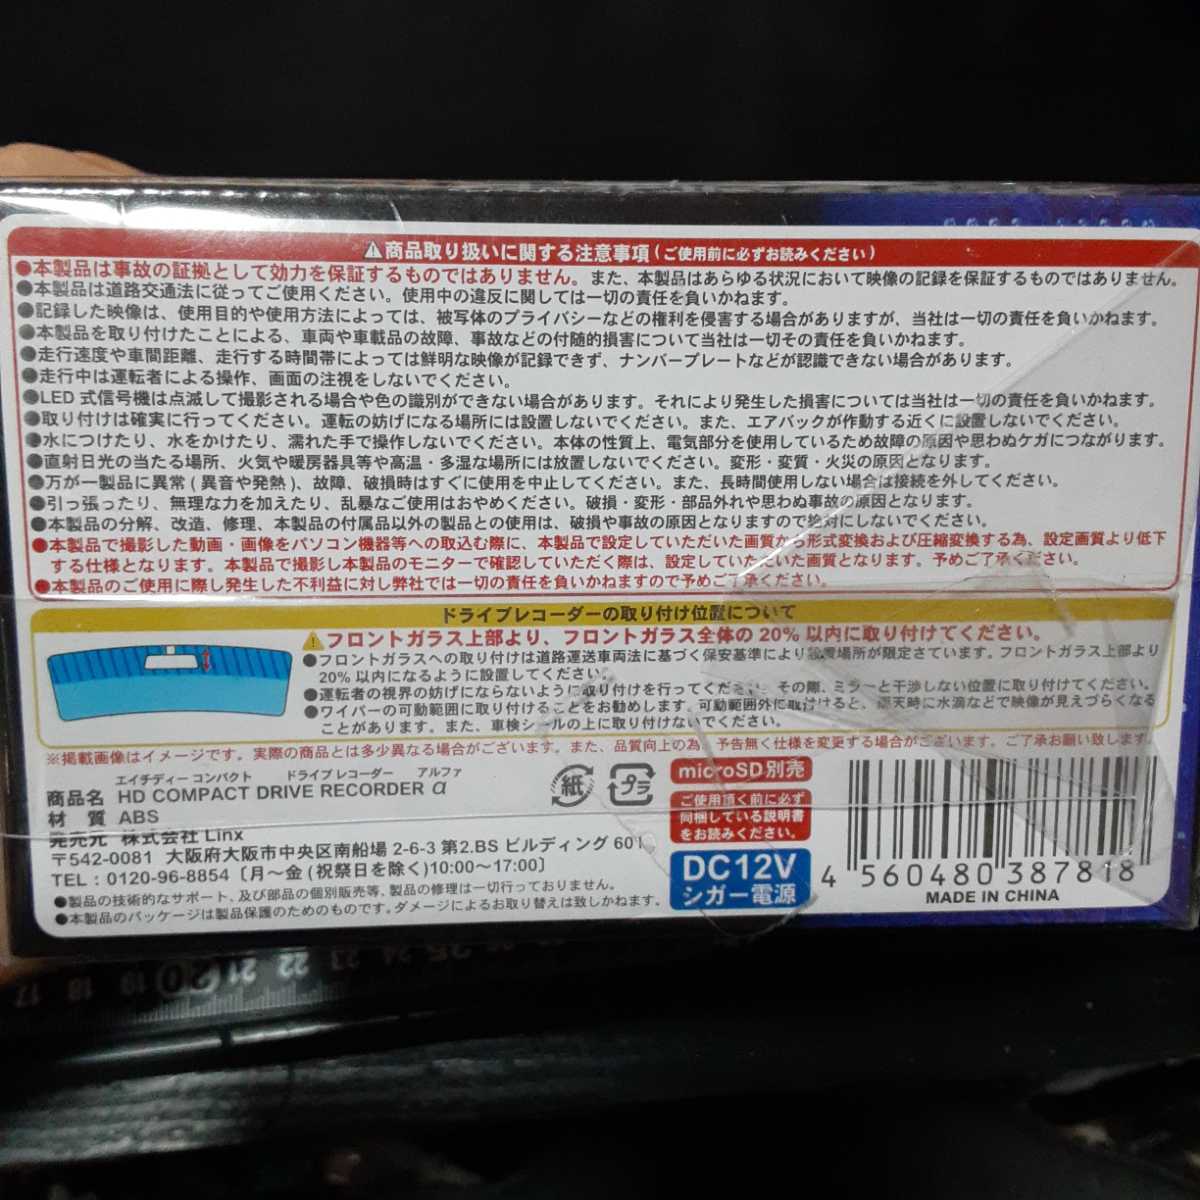 ⚠商品取り扱いに関する注意事項(ご使用前に必ずお読みください)
●本製品は事故の証拠として効力を保証するものではありません。また、本製品はあらゆる状況において映像の記録を保証するものではありません。
●本製品は道路交通法に従ってご使用ください。使用中の違反に関しては一切の責任を負いかねます。
●記録した映像は、使用目的や使用方法によっては、被写体のプライバシーなどの権利を侵害する場合がありますが、当社は一切の責任を負いかねます。
●本製品を取り付けたことによる、車両や車載品の故障、事故などの付随的損害について当社は一切その責任を負いかねます。
●走行速度や車間距離、走行する時間帯によっては鮮明な映像が記録できず、ナンバープレートなどが認識できない場合があります。
●走行中は運転者による操作、画面の注視をしないでください。
●LED式信号機は点滅して撮影される場合や色の識別ができない場合があります。それにより発生した損害については当社は一切の責任を負いかねます。
●取り付けは確実に行ってください。運転の妨げになる場所には設置しないでください。また、エアバックが作動する近くに設置しないでください。
●水につけたり、水をかけたり、濡れた手で操作しないでください。本体の性質上、電気部分を使用しているため故障の原因や思わぬケガにつながります。
●直射日光の当たる場所、火気や暖房器具等や高温・多湿な場所には放置しないでください。変形・変質・火災の原因となります。
●万が一製品に異常(異音や発熱)、故障、破損時はすぐに使用を中止してください。また、長時間使用しない場合は接続を外してください。
●引っ張ったり、無理な力を加えたり、乱暴なご使用はおやめください。破損・変形・部品外れや思わぬ事故の原因となります。
●本製品の分解、改造、修理、本製品の付属品以外の製品との使用は、破損や事故の原因となりますので絶対にしないでください。
●本製品で撮影した動画・画像をパソコン機器等への取込む際に、本製品で設定していただいた画質から形式変換および圧縮変換する為、設定画質より低下
する仕様となります。本製品で撮影し本製品のモニターで確認していただく際は、設定していただいた画質となります。予めご了承ください。
●本製品のご使用に際し発生した不利益に対し弊社では一切の責任を負いかねますので予めご了承ください。
ドライブレコーダーの取り付け位置について
⚠フロントガラス上部より、フロントガラス全体の20%以内に取り付けてください。
●フロントガラスへの取り付けは道路運送車両法に基づく保安基準により設置場所が限定さています。フロントガラス上部より
20%以内になるように設置してください。
●運転者の視界の妨げにならないように取り付けを行ってください。その際、ミラーと干渉しない位置に取り付けてください。
●ワイパーの可動範囲に取り付けることをお勧めします。可動範囲外に取付けると、雨天時に水滴などで映像が見えづらくなる
ことがあります。また、車検シールの上に取り付けないでください。
※掲載画像はイメージです。実際の商品とは多少異なる場合がございます。また、品質向上の為、予告無く仕様を変更する場合がございます。ご了承お願い致します。
エイチディー コンパクト ドライブ レコーダー アルファ
商品名 HD COMPACT DRIVE RECORDER α
材 質 ABS
発売元 株式会社 Linx
〒542-0081 大阪府大阪市中央区南船場 2-6-3 第2.BSビルディング601
TEL : 0120-96-8854〔月〜金(祝祭日を除く)10:00〜17:00〕
●製品の技術的なサポート、及び部品の個別販売等、製品の修理は一切行っておりません。
●本製品のパッケージは製品保護のためのものです。ダメージによるお取り替えは致しかねます。
紙
プラ
microSD別売
ご使用頂く前に必ず
同梱している説明書
をお読みください。
DC12V
シガー電源
4 560480 387818
MADE IN CHINA
17 18 19 20 21 22 23 24 25